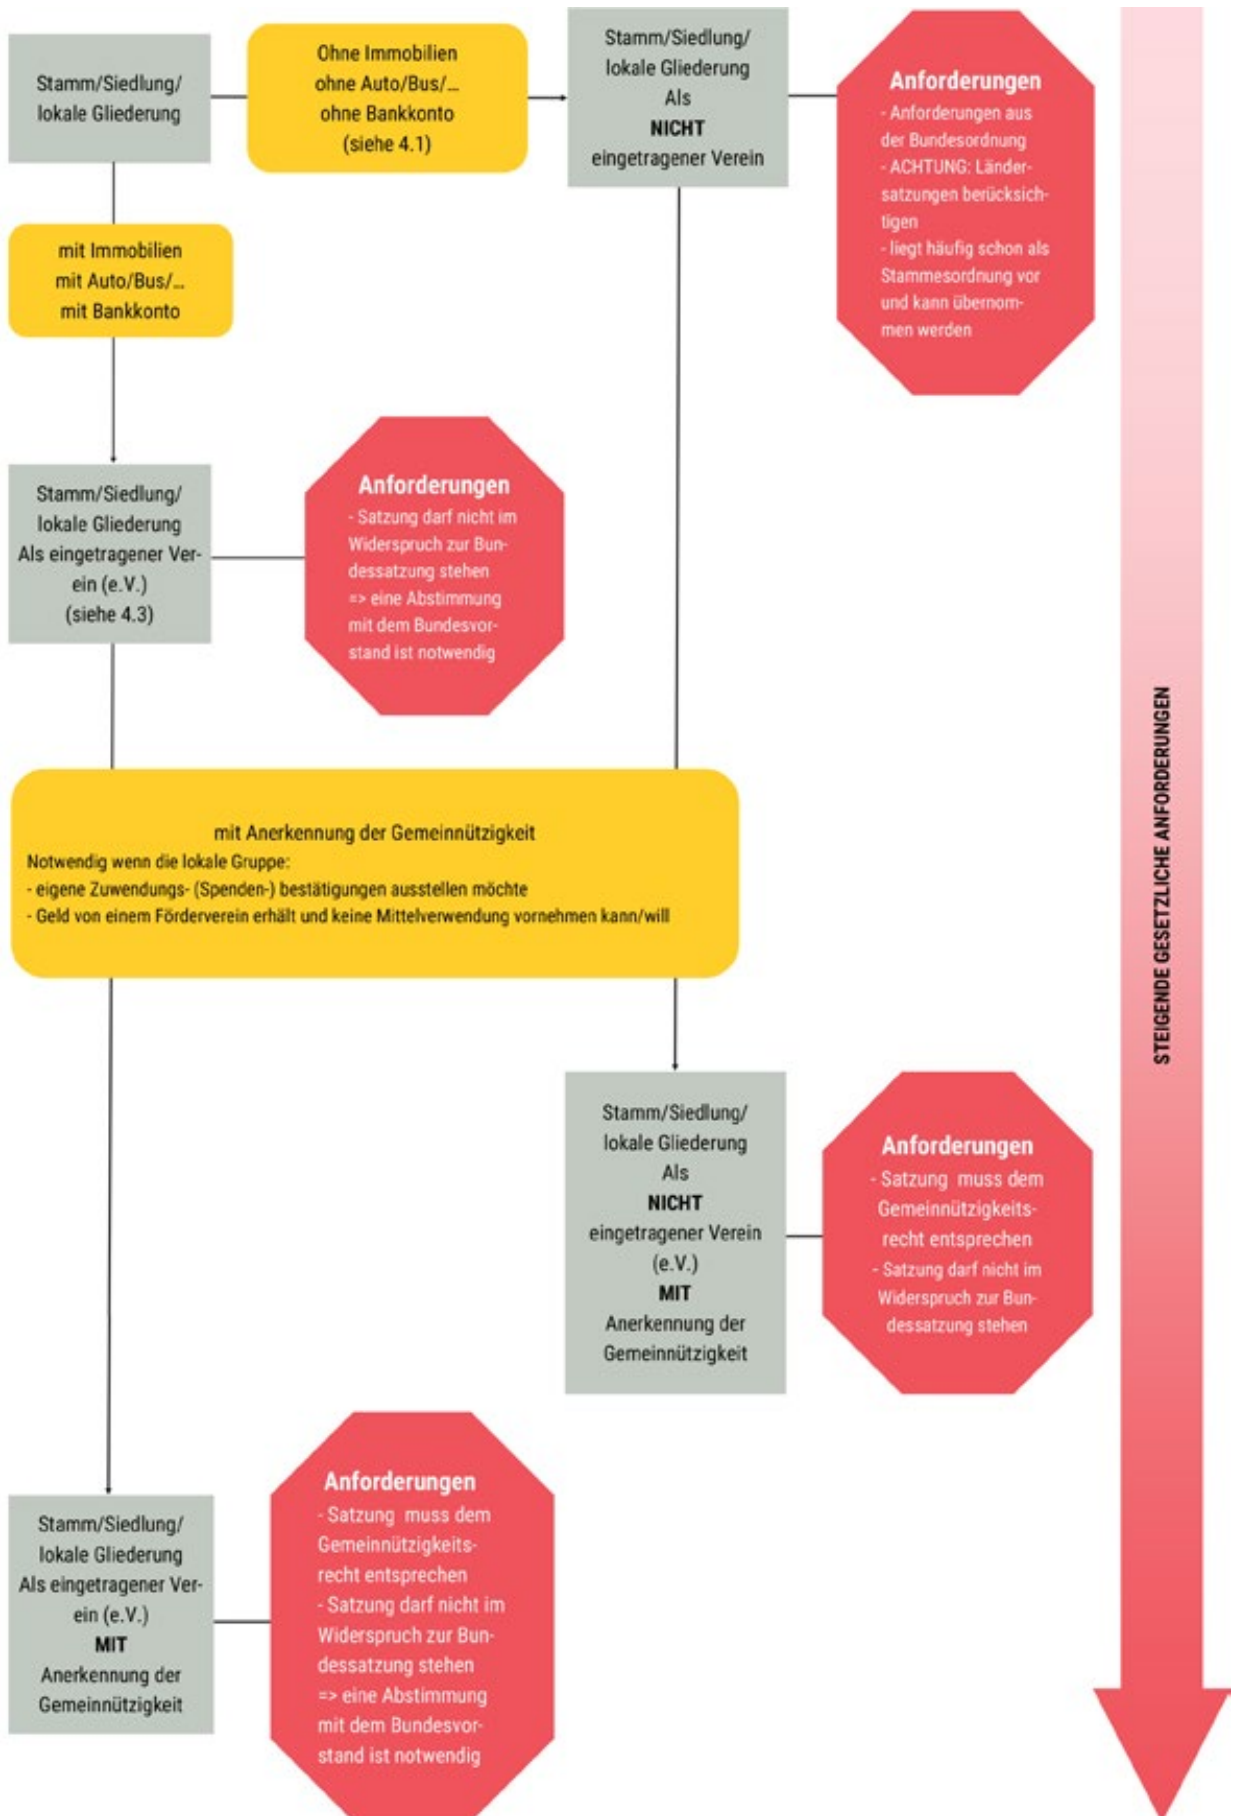 Stamm/Siedlung/
lokale Gliederung
Ohne Immobilien
ohne Auto/Bus/...
ohne Bankkonto
(siehe 4.1)
Stamm/Siedlung/
lokale Gliederung
Als
NICHT
eingetragener Verein
Anforderungen
- Anforderungen aus
der Bundesordnung
- ACHTUNG: Länder-
satzungen berücksich-
tigen
- liegt häufig schon als
Stammesordnung vor
und kann übernom-
men werden
mit Immobilien
mit Auto/Bus/...
mit Bankkonto
Stamm/Siedlung/
lokale Gliederung
Als eingetragener Ver-
ein (e.V.)
(siehe 4.3)
Anforderungen
- Satzung darf nicht im
Widerspruch zur Bun-
dessatzung stehen
=> eine Abstimmung
mit dem Bundesvor-
stand ist notwendig
STEIGENDE GESETZLICHE ANFORDERUNGEN
mit Anerkennung der Gemeinnützigkeit
Notwendig wenn die lokale Gruppe:
- eigene Zuwendungs- (Spenden-) bestätigungen ausstellen möchte
- Geld von einem Förderverein erhält und keine Mittelverwendung vornehmen kann/will
Stamm/Siedlung/
lokale Gliederung
Als
NICHT
eingetragener Verein
(e.V.)
MIT
Anerkennung der
Gemeinnützigkeit
Anforderungen
- Satzung  muss dem
Gemeinnützigkeits-
recht entsprechen
- Satzung darf nicht im
Widerspruch zur Bun-
dessatzung stehen
Stamm/Siedlung/
lokale Gliederung
Als eingetragener Ver-
ein (e.V.)
MIT
Anerkennung der
Gemeinnützigkeit
Anforderungen
- Satzung  muss dem
Gemeinnützigkeits-
recht entsprechen
- Satzung darf nicht im
Widerspruch zur Bun-
dessatzung stehen
=> eine Abstimmung
mit dem Bundesvor-
stand ist notwendig